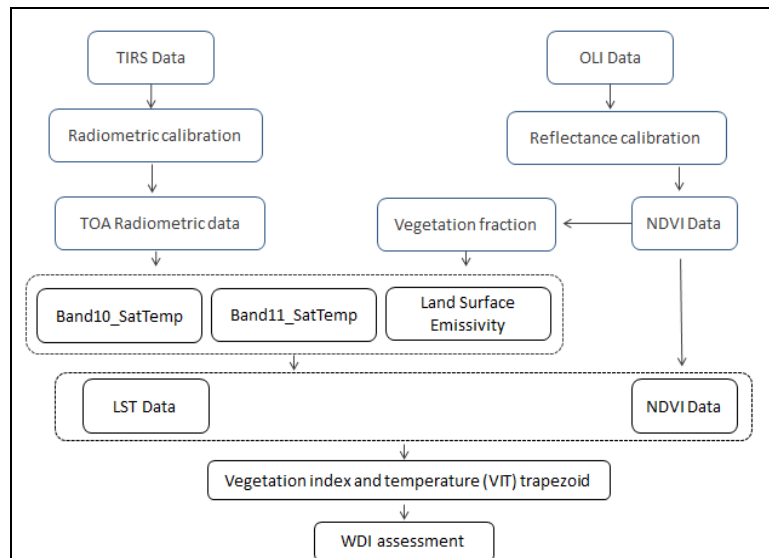 TIRS Data
OLI Data
Radiometric calibration
Reflectance calibration
TOA Radiometric data
Vegetation fraction
NDVI Data
Band10_SatTemp
Band11_SatTemp
Land Surface
Emissivity
LST Data
NDVI Data
Vegetation index and temperature (VIT) trapezoid
WDI assessment